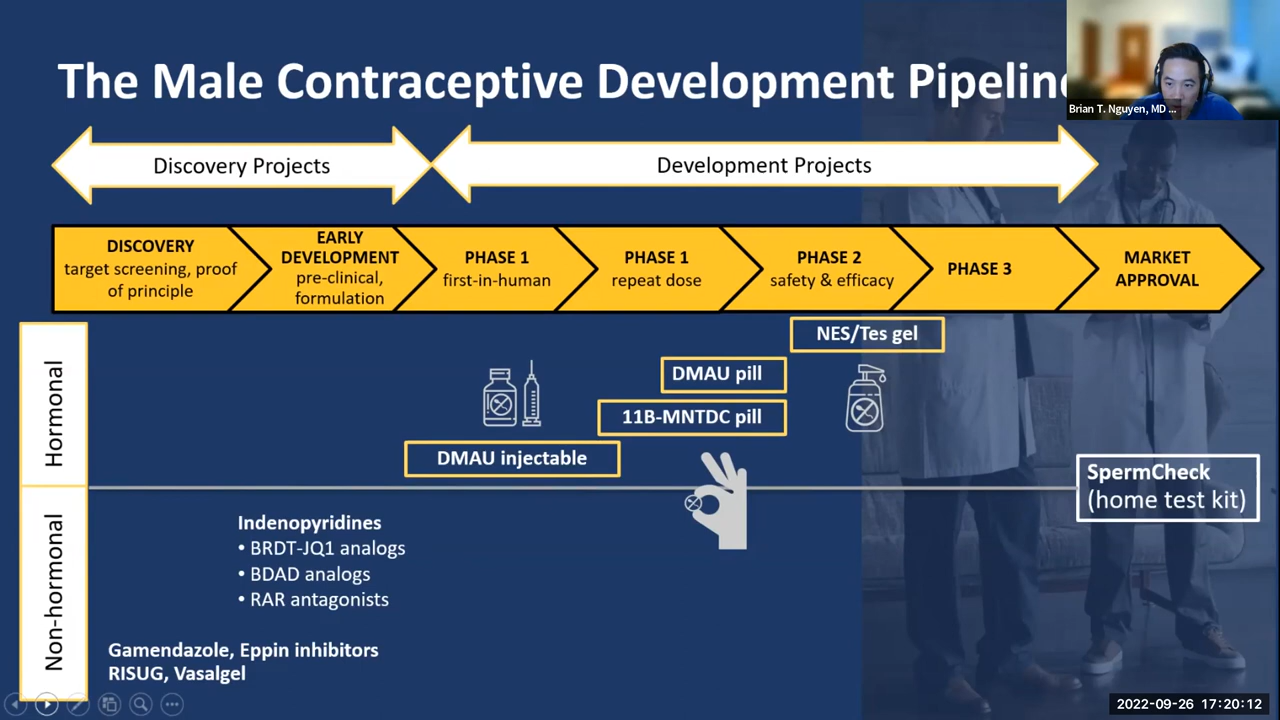 The Male Contraceptive Development Pipeline
Brian T. Nguyen, MD ...
Discovery Projects
Development Projects
DISCOVERY
target screening, proof
of principle
EARLY
DEVELOPMENT
pre-clinical,
formulation
PHASE 1
first-in-human
PHASE 1
repeat dose
PHASE 2
safety & efficacy
PHASE 3
MARKET
APPROVAL
Hormonal
NES/Tes gel
DMAU pill
11B-MNTDC pill
DMAU injectable
SpermCheck
(home test kit)
Non-hormonal
Indenopyridines
• BRDT-JQ1 analogs
• BDAD analogs
• RAR antagonists
Gamendazole, Eppin inhibitors
RISUG, Vasalgel
2022-09-26 17:20:12